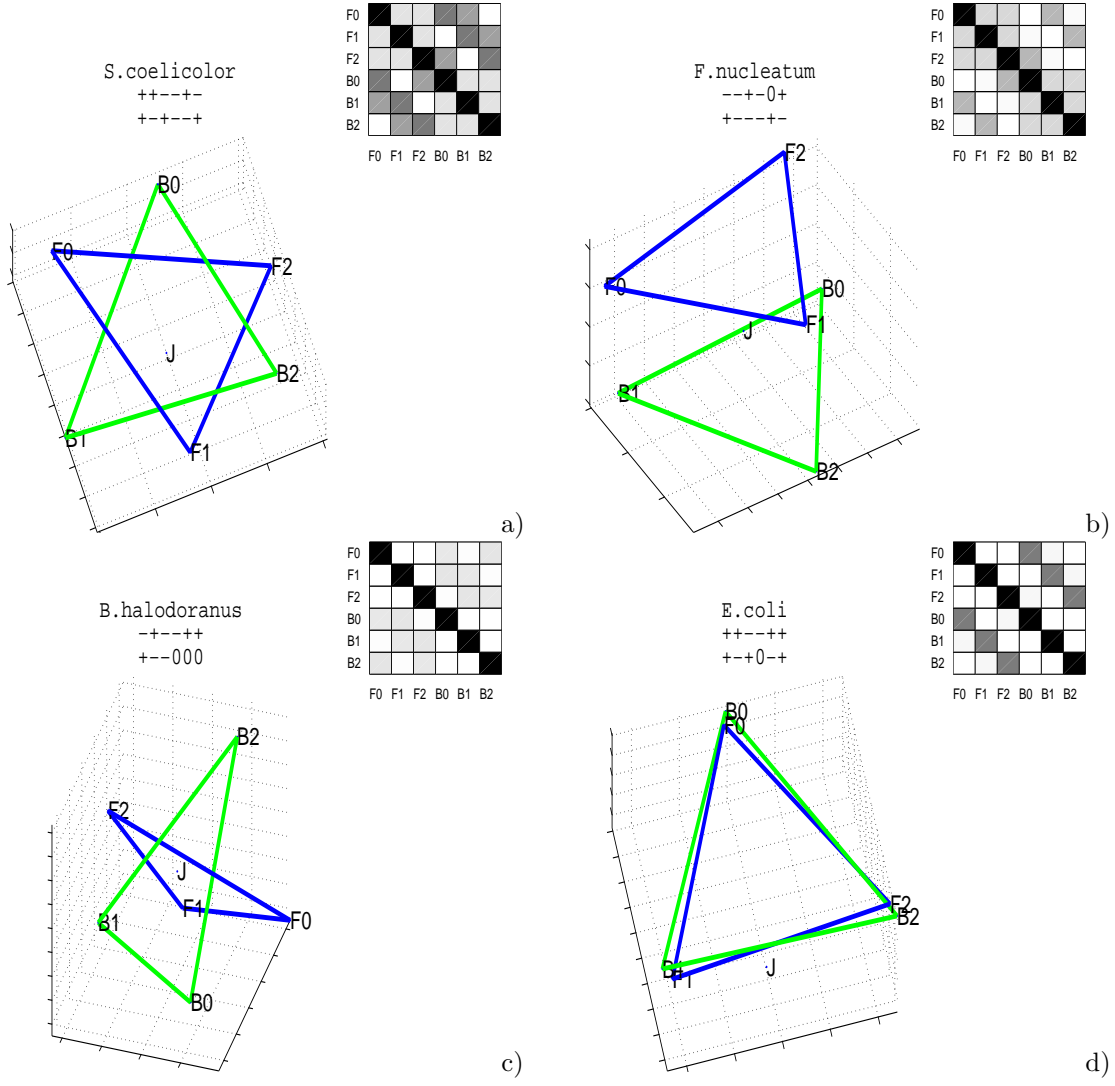 F0
F1
F2
B0
B1
B2
F0 F1 F2 B0 B1 B2
S.coelicolor
++--+-
+-+--+
B0
F0
F2
J
B2
B1
F1
a)
F0
F1
F2
B0
B1
B2
F0 F1 F2 B0 B1 B2
F.nucleatum
--+-0+
+---+-
F2
F0
B0
F1
J
B1
B2
b)
F0
F1
F2
B0
B1
B2
F0 F1 F2 B0 B1 B2
B.halodoranus
-+--++
+--000
B2
F2
J
F1
B1
F0
B0
c)
F0
F1
F2
B0
B1
B2
F0 F1 F2 B0 B1 B2
E.coli
++--++
+-+0-+
B0
F0
F2
B2
B1
F1
J
d)